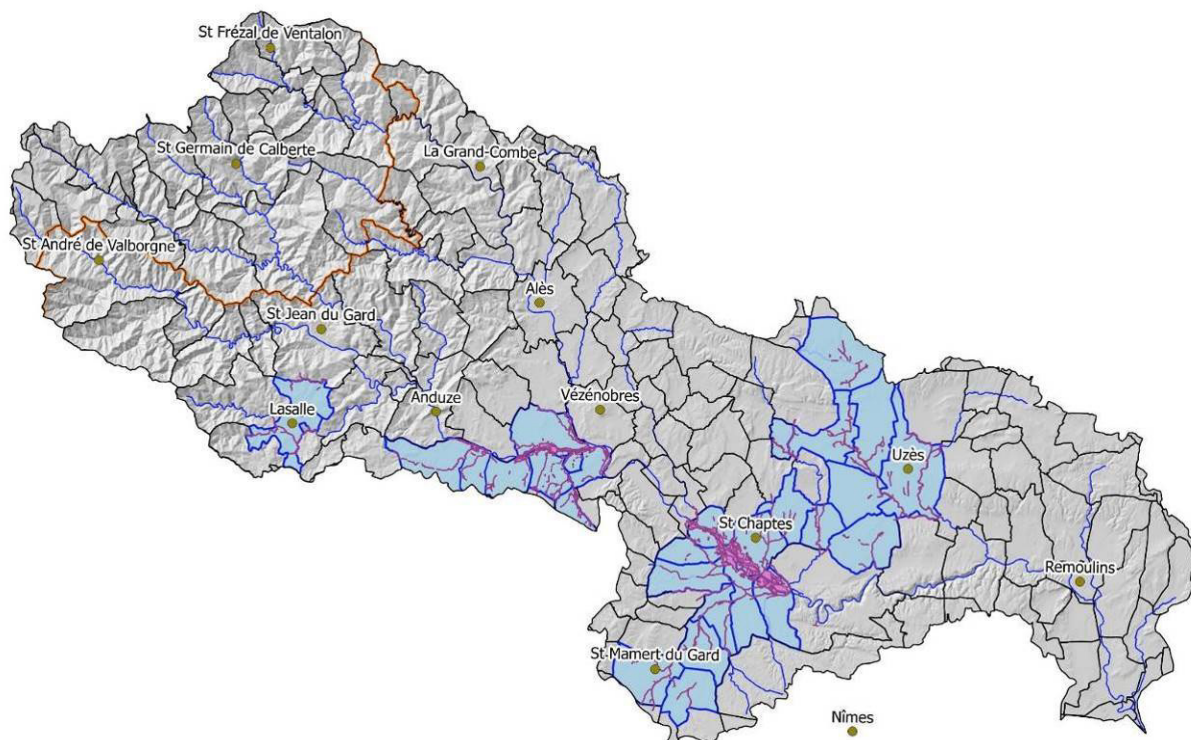 St Frézal de Ventalon
St Germain de Calberte
La Grand-Combe
St André de Valborgne
Alès
St Jean du Gard
Lasalle
Anduze
Vézénobres
Uzès
St Chaptes
Remoulins
St Mamert du Gard
Nîmes